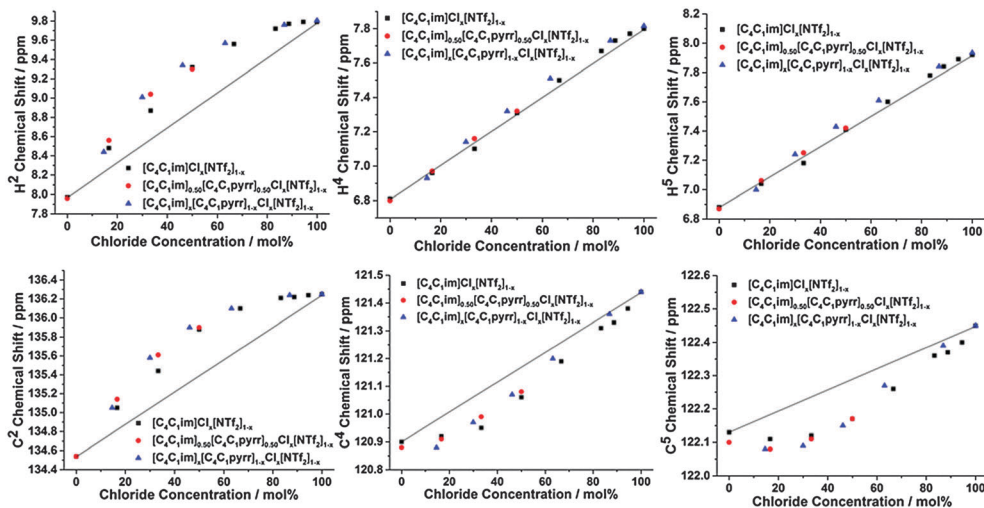 9.8
9.6
9.4
9.2
9.0
8.8
8.6
8.4
8.2
8.0
7.8
H² Chemical Shift / ppm
[C₄C₁im]Clₓ[NTf₂]₁₋ₓ
[C₄C₁im]₀.₅₀[C₄C₁pyrr]₀.₅₀Clₓ[NTf₂]₁₋ₓ
[C₄C₁im]ₓ[C₄C₁pyrr]₁₋ₓClₓ[NTf₂]₁₋ₓ
0 20 40 60 80 100
Chloride Concentration / mol%
7.8
7.6
7.4
7.2
7.0
6.8
H⁴ Chemical Shift / ppm
[C₄C₁im]Clₓ[NTf₂]₁₋ₓ
[C₄C₁im]₀.₅₀[C₄C₁pyrr]₀.₅₀Clₓ[NTf₂]₁₋ₓ
[C₄C₁im]ₓ[C₄C₁pyrr]₁₋ₓClₓ[NTf₂]₁₋ₓ
0 20 40 60 80 100
Chloride Concentration / mol%
8.0
7.8
7.6
7.4
7.2
7.0
6.8
H⁵ Chemical Shift / ppm
[C₄C₁im]Clₓ[NTf₂]₁₋ₓ
[C₄C₁im]₀.₅₀[C₄C₁pyrr]₀.₅₀Clₓ[NTf₂]₁₋ₓ
[C₄C₁im]ₓ[C₄C₁pyrr]₁₋ₓClₓ[NTf₂]₁₋ₓ
0 20 40 60 80 100
Chloride Concentration / mol%
136.4
136.2
136.0
135.8
135.6
135.4
135.2
135.0
134.8
134.6
134.4
C² Chemical Shift / ppm
[C₄C₁im]Clₓ[NTf₂]₁₋ₓ
[C₄C₁im]₀.₅₀[C₄C₁pyrr]₀.₅₀Clₓ[NTf₂]₁₋ₓ
[C₄C₁im]ₓ[C₄C₁pyrr]₁₋ₓClₓ[NTf₂]₁₋ₓ
0 20 40 60 80 100
Chloride Concentration / mol%
121.5
121.4
121.3
121.2
121.1
121.0
120.9
120.8
C⁴ Chemical Shift / ppm
[C₄C₁im]Clₓ[NTf₂]₁₋ₓ
[C₄C₁im]₀.₅₀[C₄C₁pyrr]₀.₅₀Clₓ[NTf₂]₁₋ₓ
[C₄C₁im]ₓ[C₄C₁pyrr]₁₋ₓClₓ[NTf₂]₁₋ₓ
0 20 40 60 80 100
Chloride Concentration / mol%
122.6
122.5
122.4
122.3
122.2
122.1
122.0
C⁵ Chemical Shift / ppm
[C₄C₁im]Clₓ[NTf₂]₁₋ₓ
[C₄C₁im]₀.₅₀[C₄C₁pyrr]₀.₅₀Clₓ[NTf₂]₁₋ₓ
[C₄C₁im]ₓ[C₄C₁pyrr]₁₋ₓClₓ[NTf₂]₁₋ₓ
0 20 40 60 80 100
Chloride Concentration / mol%